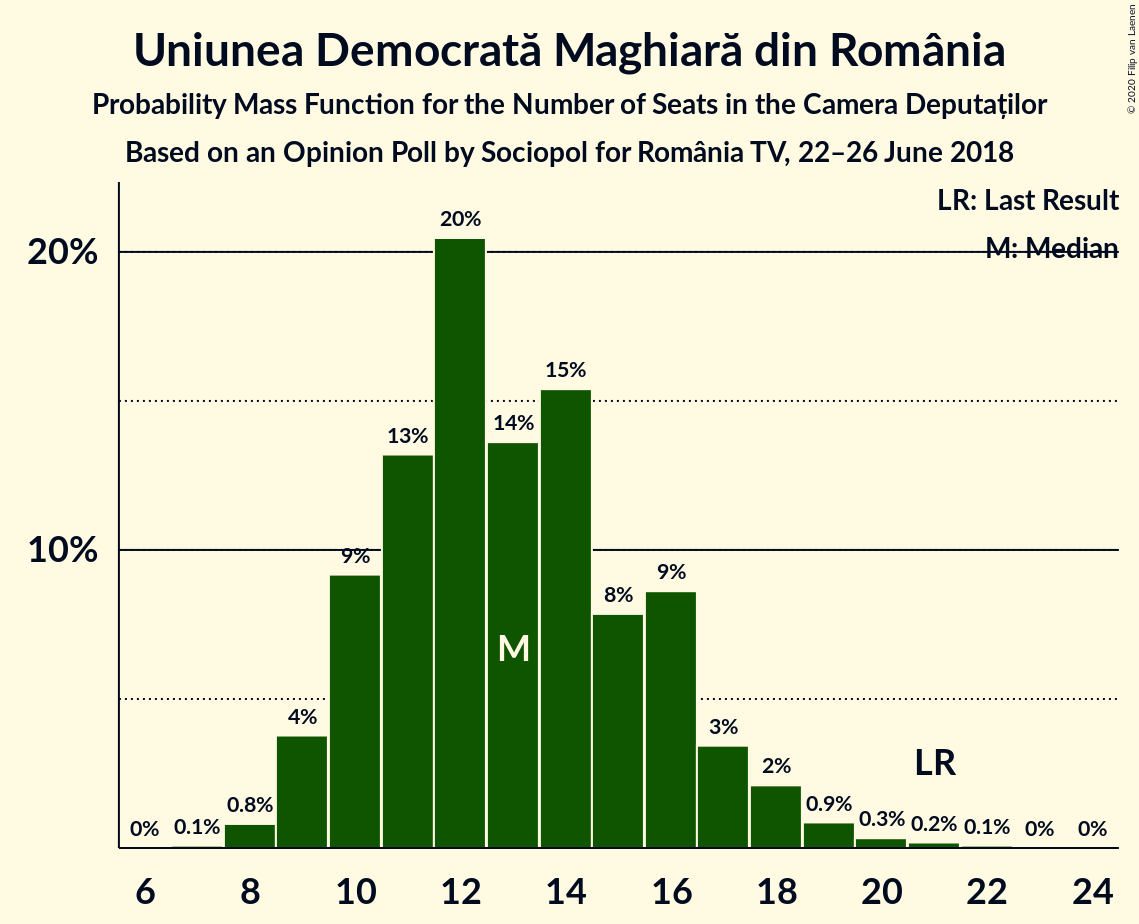 Uniunea Democrată Maghiară din România
Probability Mass Function for the Number of Seats in the Camera Deputaților
Based on an Opinion Poll by Sociopol for România TV, 22–26 June 2018
© 2020 Filip van Laenen
LR: Last Result
M: Median
20%
10%
0%
0.1%
0.8%
4%
9%
13%
20%
14%
15%
8%
9%
3%
2%
0.9%
0.3%
0.2%
0.1%
0%
0%
M
LR
6 8 10 12 14 16 18 20 22 24